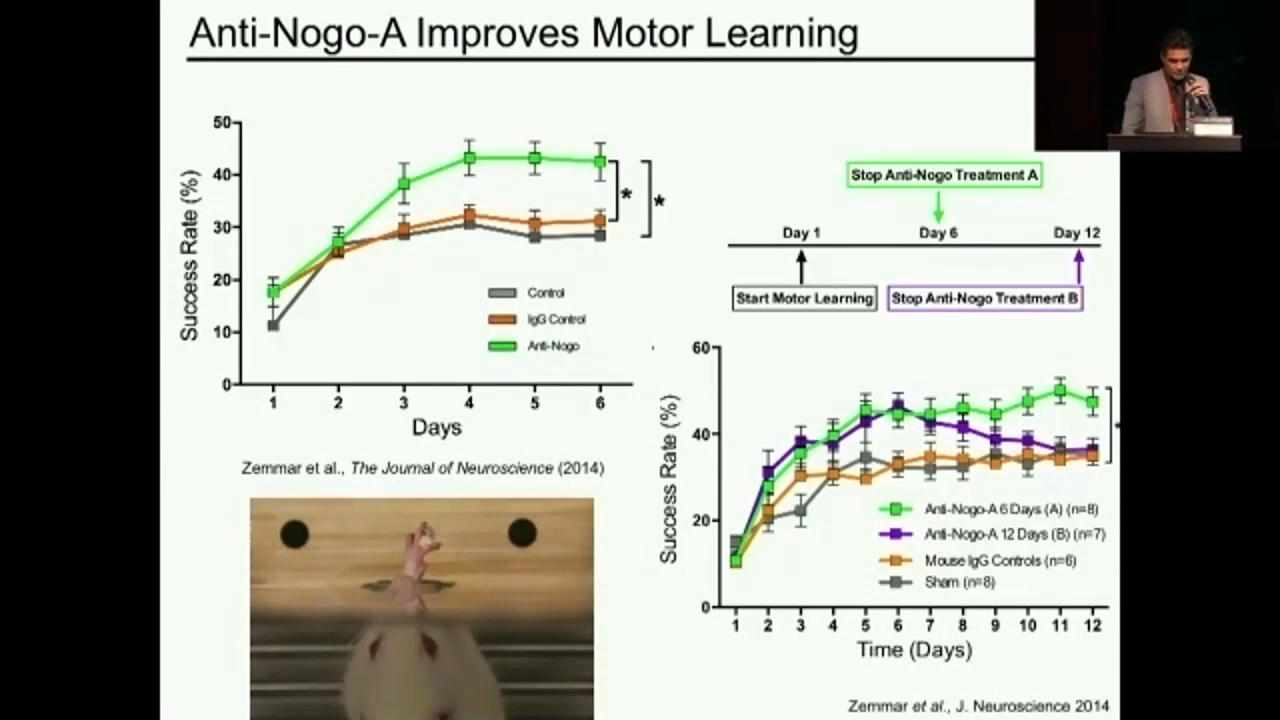 Anti-Nogo-A Improves Motor Learning
50
40
30
20
10
0
Success Rate (%)
1 2 3 4 5 6
Days
* *
Control
IgG Control
Anti-Nogo
Zemmar et al., The Journal of Neuroscience (2014)
Stop Anti-Nogo Treatment A
Day 1 Day 6 Day 12
Start Motor Learning
Stop Anti-Nogo Treatment B
60
40
20
0
Success Rate (%)
1 2 3 4 5 6 7 8 9 10 11 12
Time (Days)
Anti-Nogo-A 6 Days (A) (n=8)
Anti-Nogo-A 12 Days (B) (n=7)
Mouse IgG Controls (n=6)
Sham (n=8)
Zemmar et al., J. Neuroscience 2014